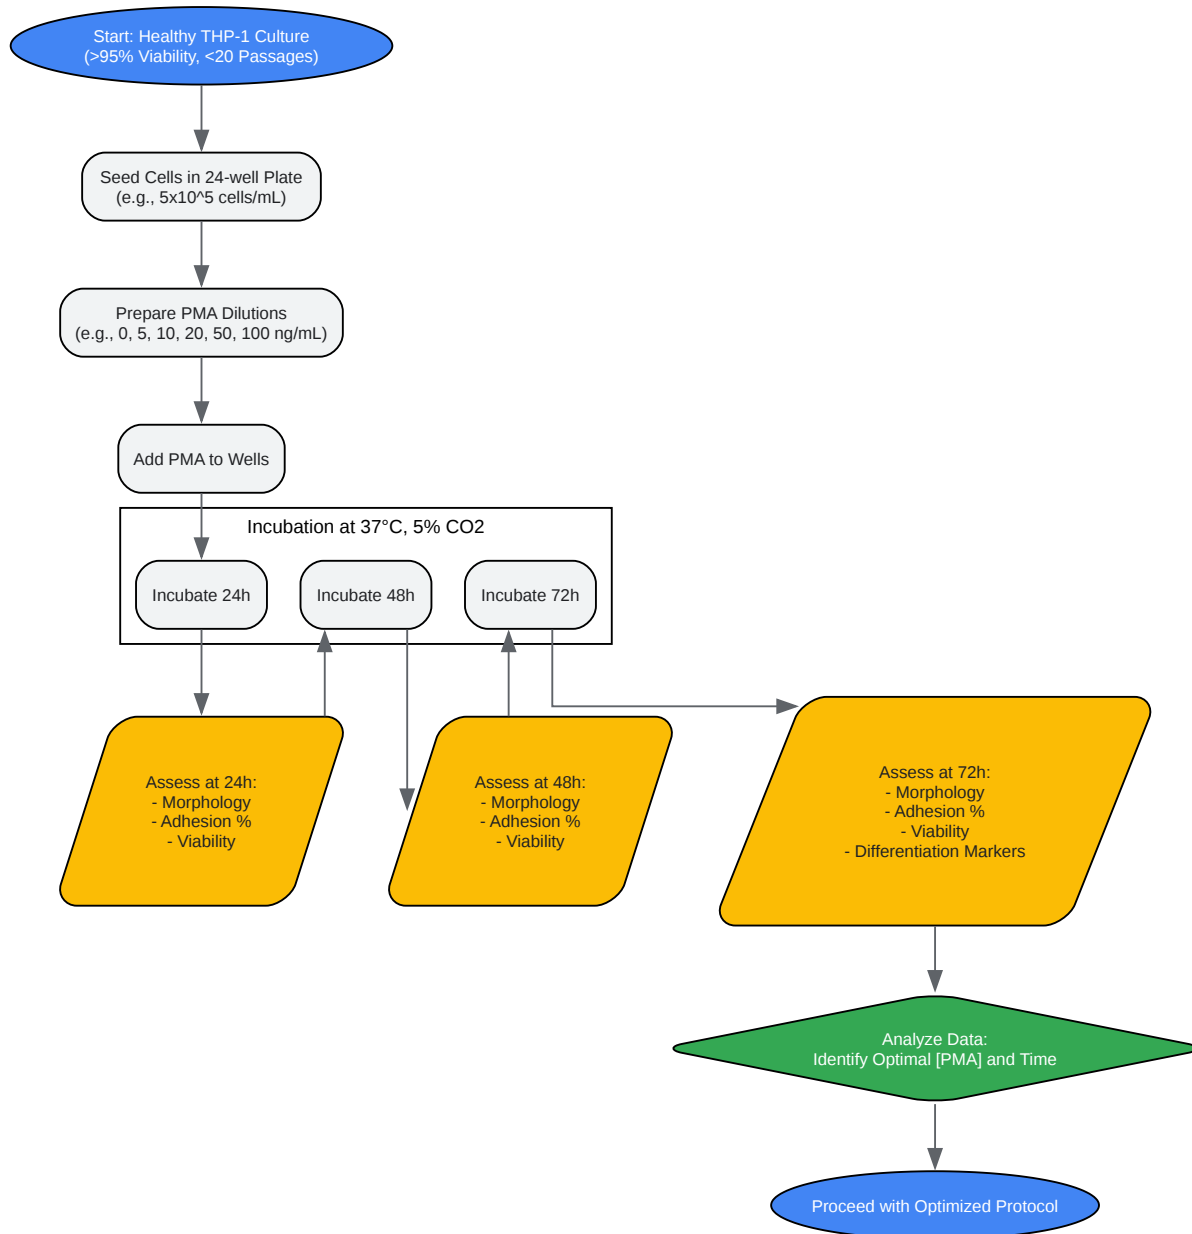 Start: Healthy THP-1 Culture
(>95% Viability, <20 Passages)
Seed Cells in 24-well Plate
(e.g., 5x10^5 cells/mL)
Prepare PMA Dilutions
(e.g., 0, 5, 10, 20, 50, 100 ng/mL)
Add PMA to Wells
Incubation at 37°C, 5% CO2
Incubate 24h
Incubate 48h
Incubate 72h
Assess at 24h:
- Morphology
- Adhesion %
- Viability
Assess at 48h:
- Morphology
- Adhesion %
- Viability
Assess at 72h:
- Morphology
- Adhesion %
- Viability
- Differentiation Markers
Analyze Data:
Identify Optimal [PMA] and Time
Proceed with Optimized Protocol